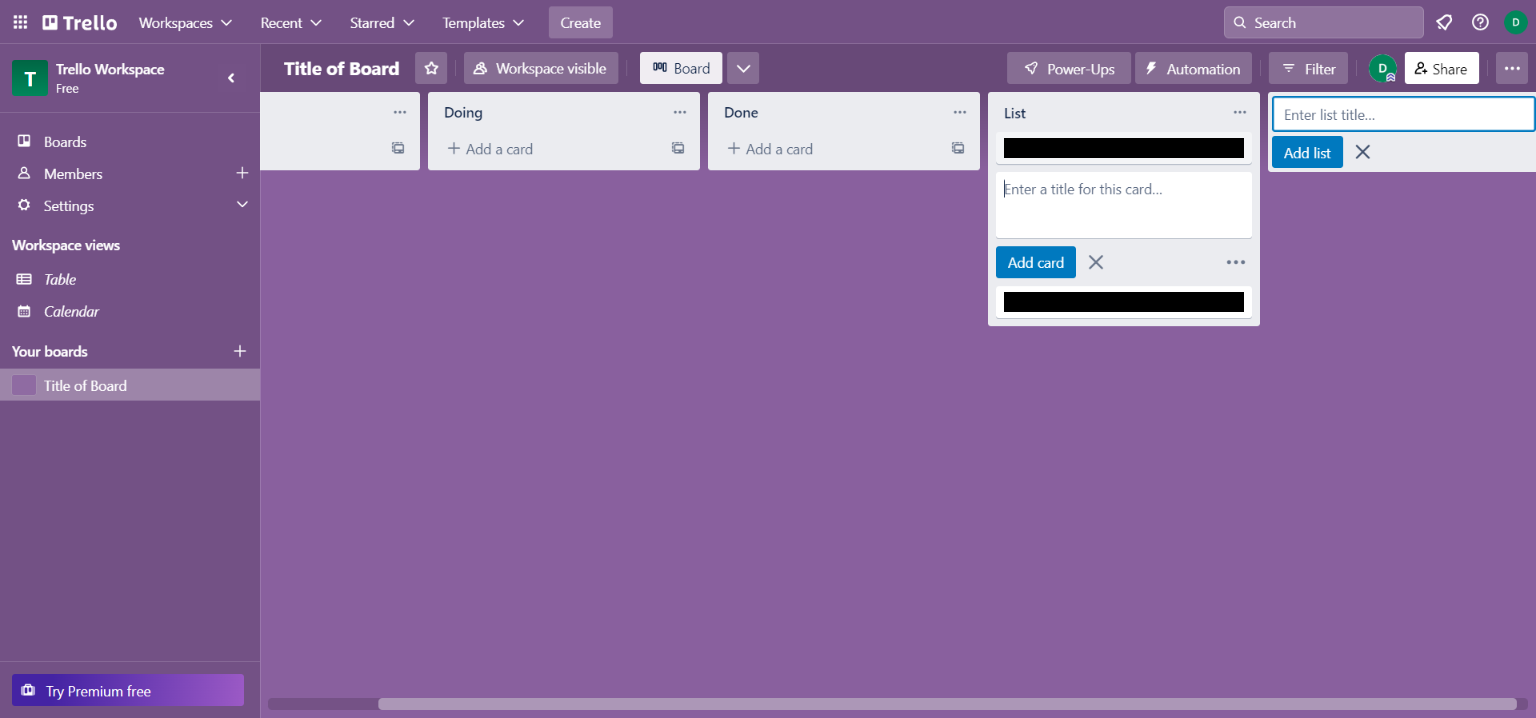 Trello
Workspaces
Recent
Starred
Templates
Create
Search
D
T
Trello Workspace
Free
Title of Board
Workspace visible
Board
Power-Ups
Automation
Filter
D
Share
Boards
Members
Settings
Workspace views
Table
Calendar
Your boards
Title of Board
Try Premium free
Doing
Add a card
Done
Add a card
List
Enter a title for this card...
Add card
Enter list title...
Add list